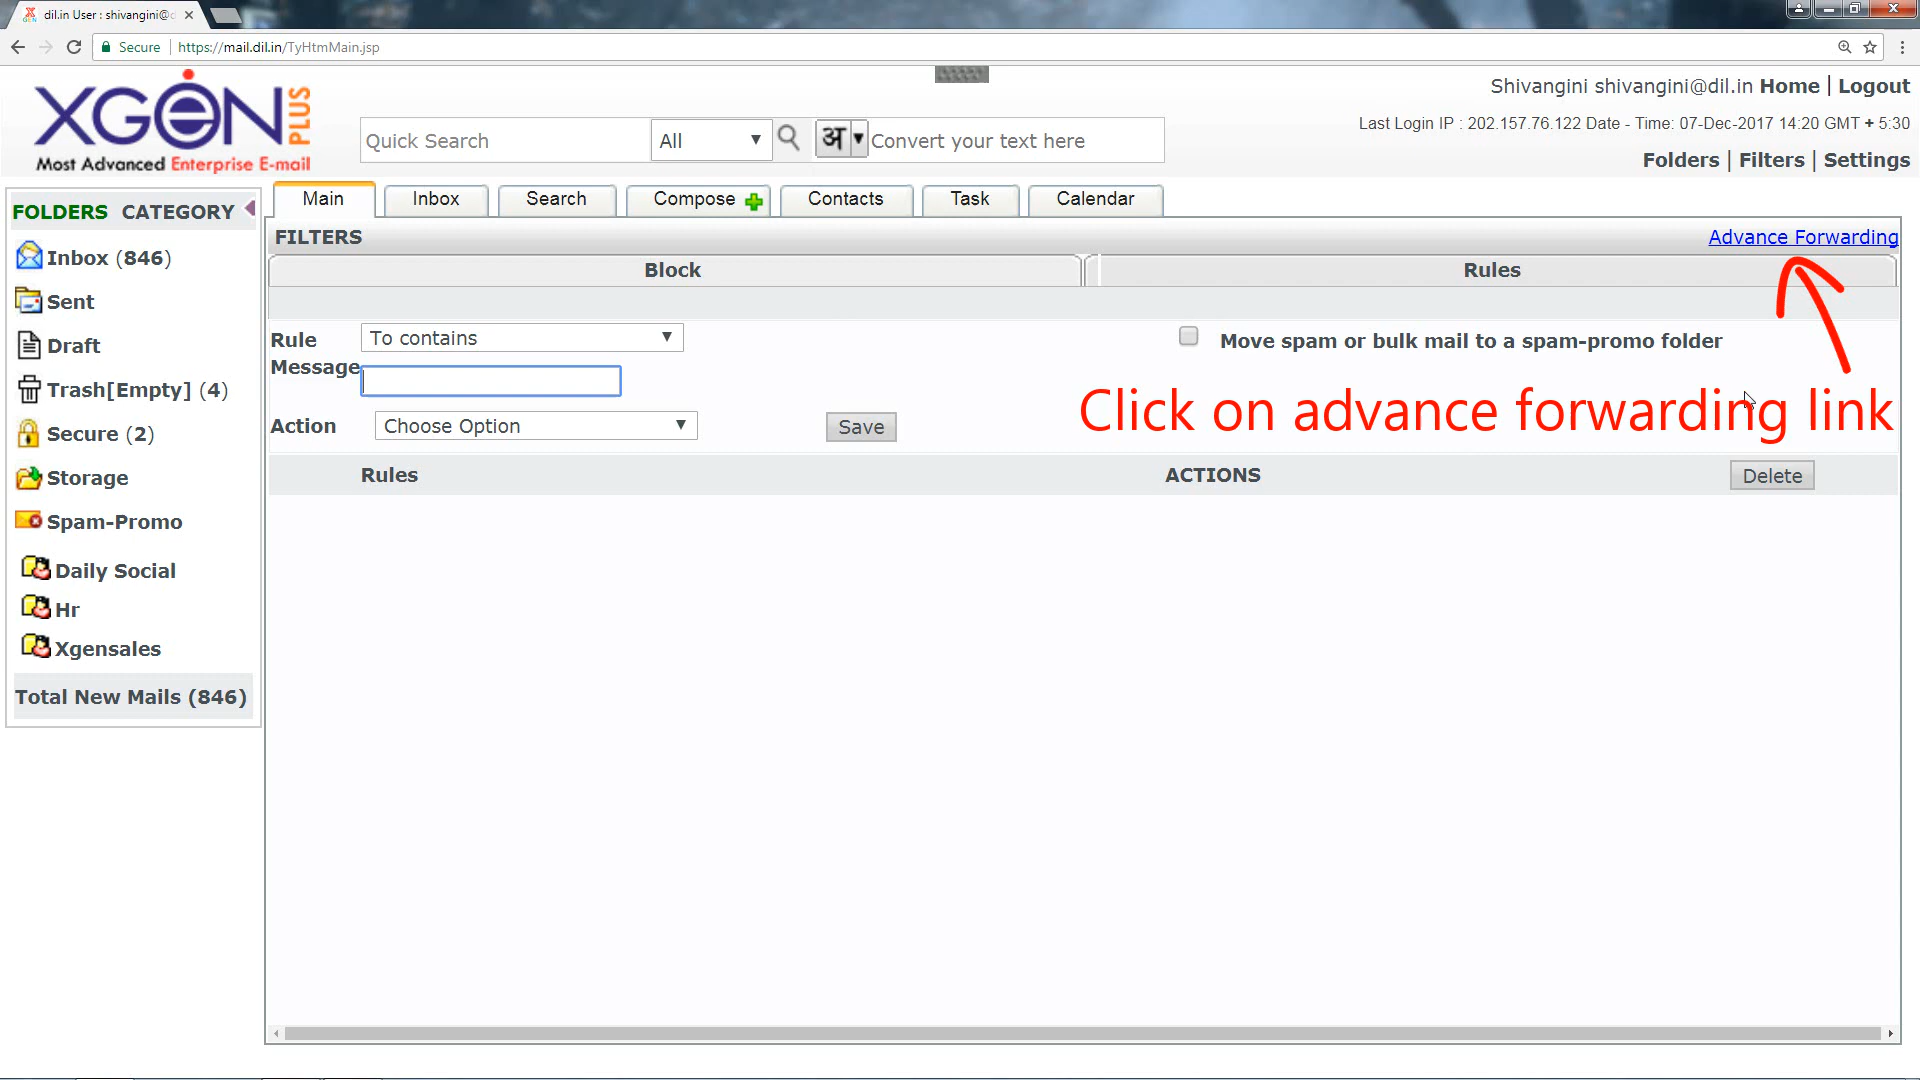 dil.in User : shivangini@d
Secure
https://mail.dil.in/TyHtmMain.jsp
XGEN PLUS
Most Advanced Enterprise E-mail
Quick Search
All
अ
Convert your text here
Shivangini shivangini@dil.in Home | Logout
Last Login IP : 202.157.76.122 Date - Time: 07-Dec-2017 14:20 GMT + 5:30
Folders | Filters | Settings
Main
Inbox
Search
Compose
Contacts
Task
Calendar
FOLDERS CATEGORY
Inbox (846)
Sent
Draft
Trash[Empty] (4)
Secure (2)
Storage
Spam-Promo
Daily Social
Hr
Xgensales
Total New Mails (846)
FILTERS
Advance Forwarding
Block
Rules
Rule
To contains
Move spam or bulk mail to a spam-promo folder
Message
Click on advance forwarding link
Action
Choose Option
Save
Rules
ACTIONS
Delete